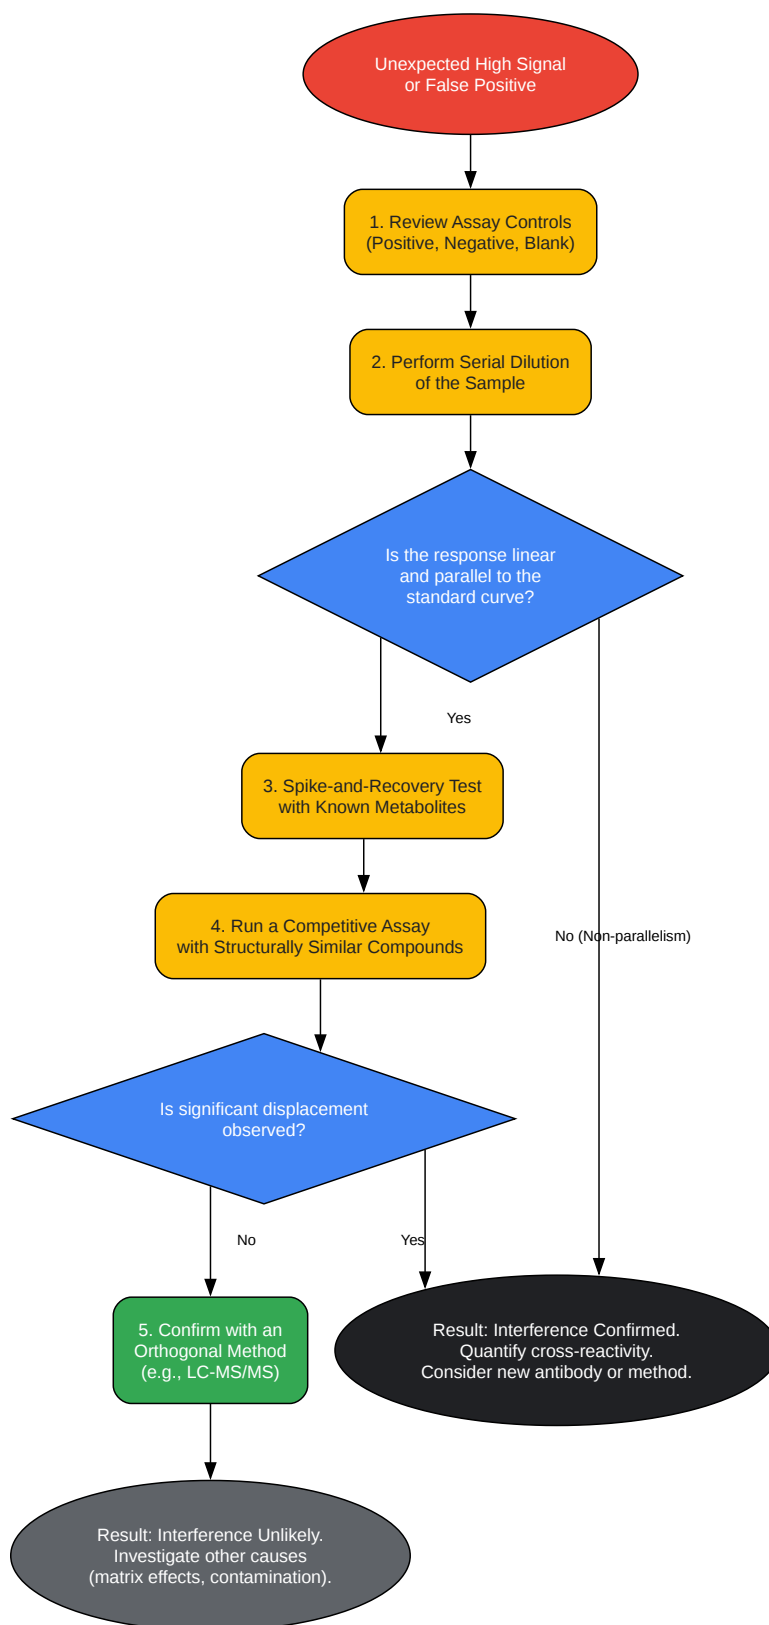 Unexpected High Signal
or False Positive
1. Review Assay Controls
(Positive, Negative, Blank)
2. Perform Serial Dilution
of the Sample
Is the response linear
and parallel to the
standard curve?
Yes
3. Spike-and-Recovery Test
with Known Metabolites
4. Run a Competitive Assay
with Structurally Similar Compounds
No (Non-parallelism)
Is significant displacement
observed?
No
Yes
5. Confirm with an
Orthogonal Method
(e.g., LC-MS/MS)
Result: Interference Confirmed.
Quantify cross-reactivity.
Consider new antibody or method.
Result: Interference Unlikely.
Investigate other causes
(matrix effects, contamination).